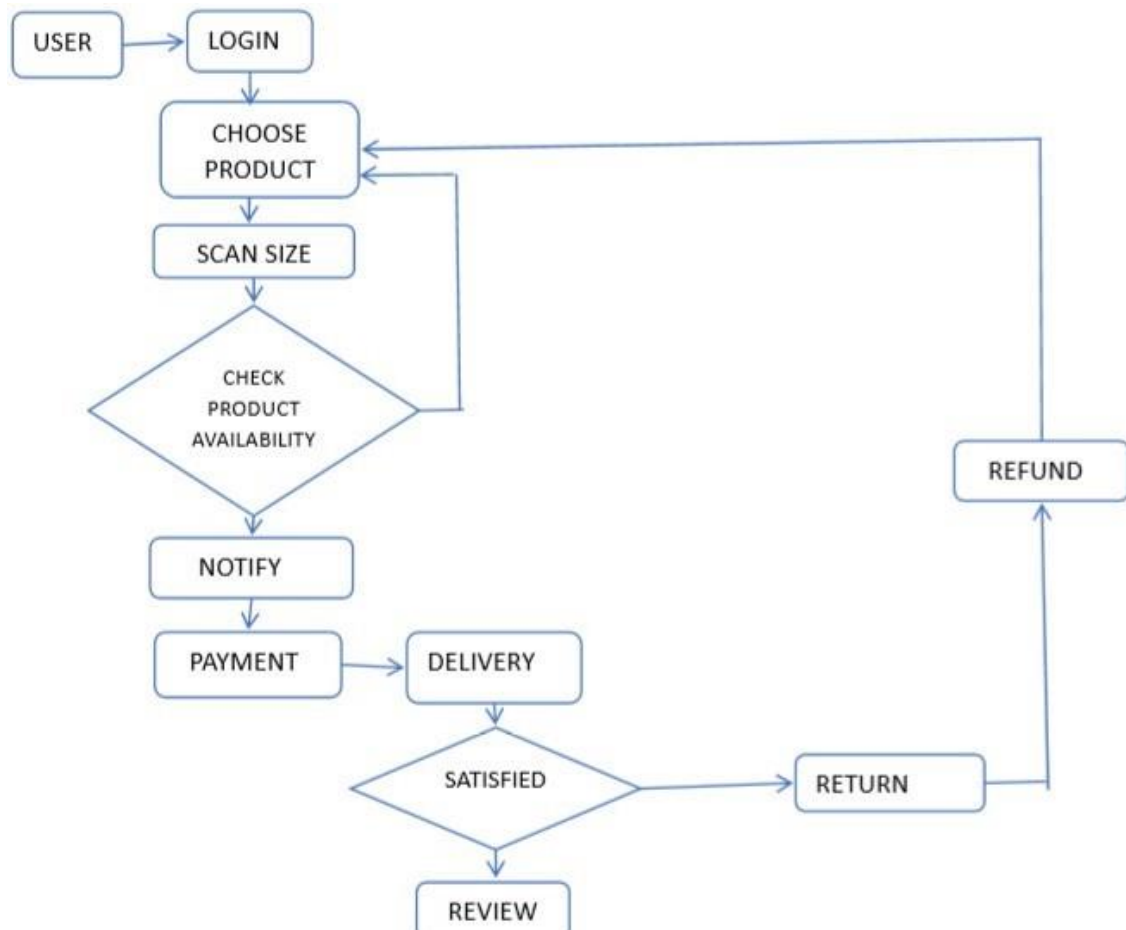 USER
LOGIN
CHOOSE
PRODUCT
SCAN SIZE
CHECK
PRODUCT
AVAILABILITY
REFUND
NOTIFY
PAYMENT
DELIVERY
SATISFIED
RETURN
REVIEW